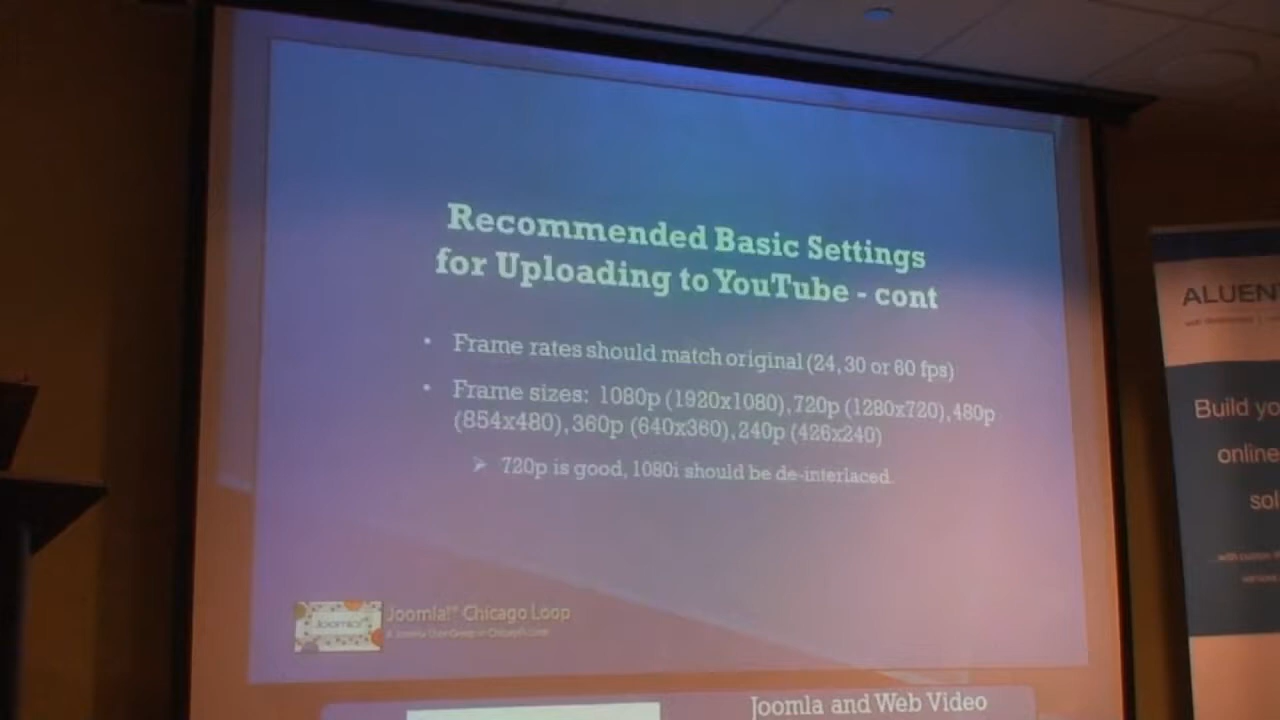 Recommended Basic Settings
for Uploading to YouTube - cont
• Frame rates should match original (24, 30 or 60 fps)
• Frame sizes: 1080p (1920x1080), 720p (1280x720), 480p
(854x480), 360p (640x360), 240p (426x240)
➢ 720p is good, 1080i should be de-interlaced.
Joomla!
Joomla!® Chicago Loop
Joomla and Web Video
ALUEN
Build yo
online
sol